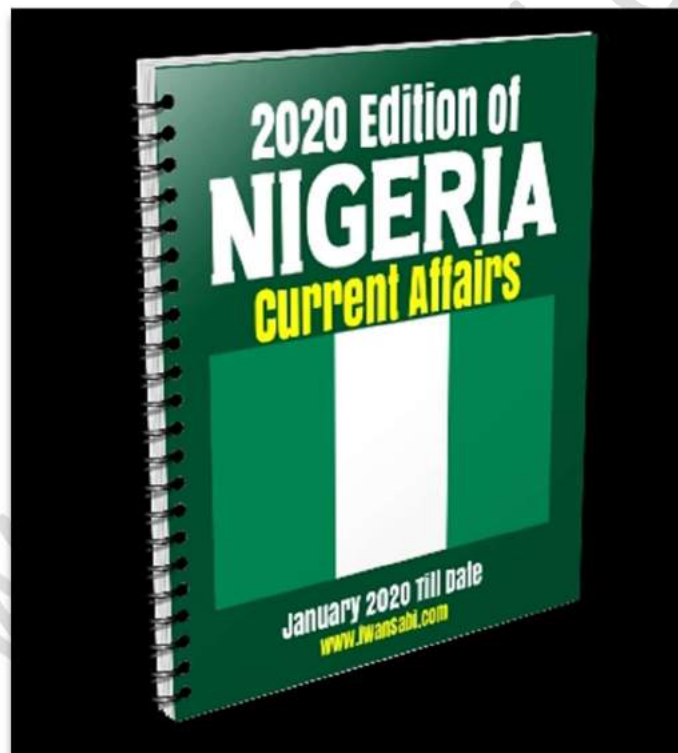 2020 Edition of
NIGERIA
Current Affairs
January 2020 Till Date
www.iwansabi.com